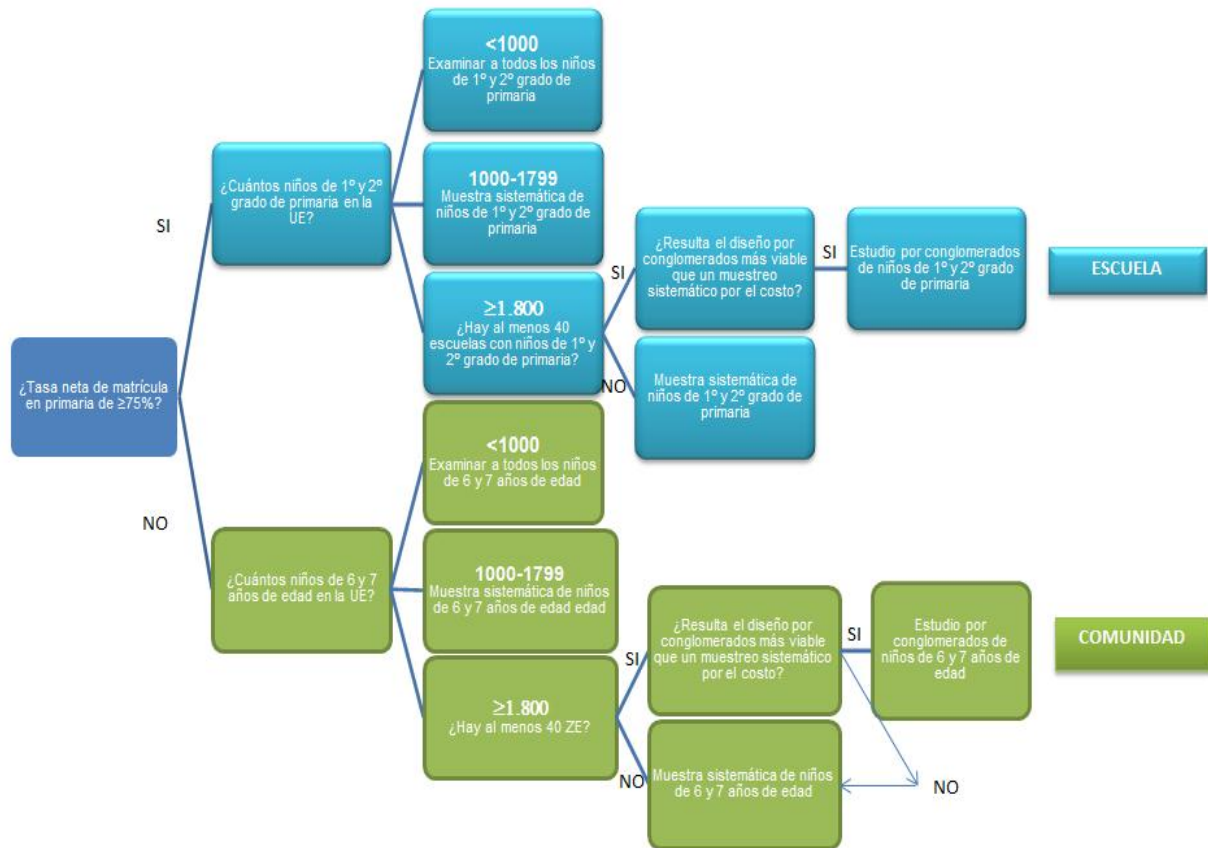 <1000
Examinar a todos los niños
de 1º y 2º grado de
primaria
¿Cuántos niños de 1º y 2º
grado de primaria en la
UE?
1000-1799
Muestra sistemática de
niños de 1º y 2º grado de
primaria
SI
¿Resulta el diseño por
conglomerados más viable
que un muestreo
sistemático por el costo?
SI
SI
Estudio por conglomerados
de niños de 1º y 2º grado
de primaria
ESCUELA
≥1.800
¿Hay al menos 40
escuelas con niños de 1º y
2º grado de primaria?
NO
Muestra sistemática de
niños de 1º y 2º grado de
primaria
¿Tasa neta de matrícula
en primaria de ≥75%?
<1000
Examinar a todos los niños
de 6 y 7 años de edad
NO
¿Cuántos niños de 6 y 7
años de edad en la UE?
1000-1799
Muestra sistemática de niños
de 6 y 7 años de edad edad
¿Resulta el diseño por
conglomerados más viable
que un muestreo sistemático
por el costo?
SI
SI
Estudio por
conglomerados de
niños de 6 y 7 años de
edad
COMUNIDAD
≥1.800
¿Hay al menos 40 ZE?
NO
Muestra sistemática de niños
de 6 y 7 años de edad
NO